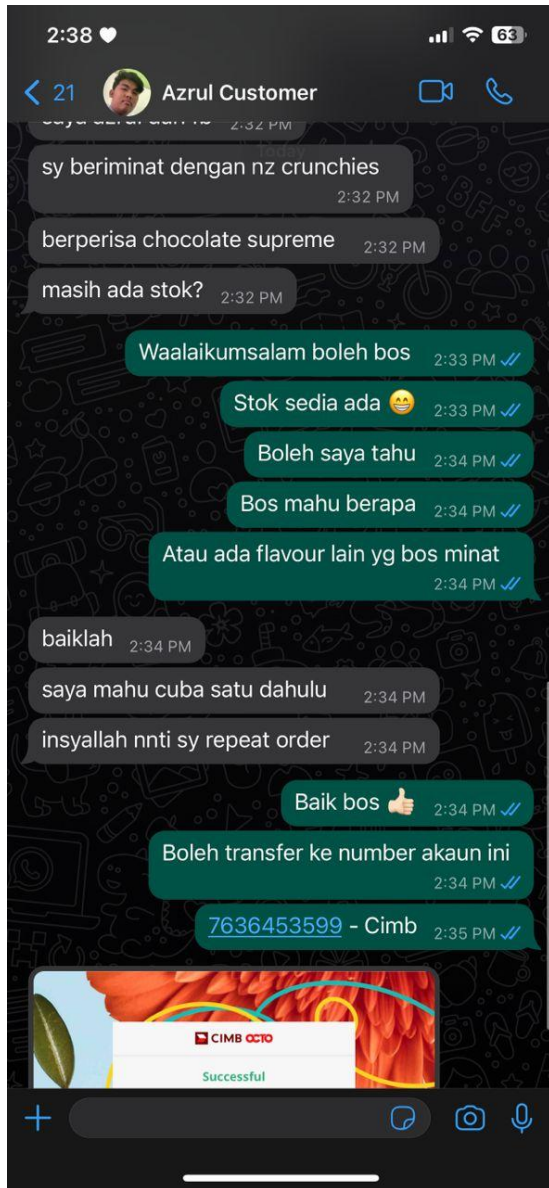 2:38
63
21 Azrul Customer
2:32 PM
Today
sy beriminat dengan nz crunchies
2:32 PM
berperisa chocolate supreme 2:32 PM
masih ada stok? 2:32 PM
Waalaikumsalam boleh bos 2:33 PM
Stok sedia ada 😁 2:33 PM
Boleh saya tahu 2:34 PM
Bos mahu berapa 2:34 PM
Atau ada flavour lain yg bos minat
2:34 PM
baiklah 2:34 PM
saya mahu cuba satu dahulu 2:34 PM
insyallah nnti sy repeat order 2:34 PM
Baik bos 👍🏻 2:34 PM
Boleh transfer ke number akaun ini
2:34 PM
7636453599 - Cimb 2:35 PM
CIMB OCTO
Successful